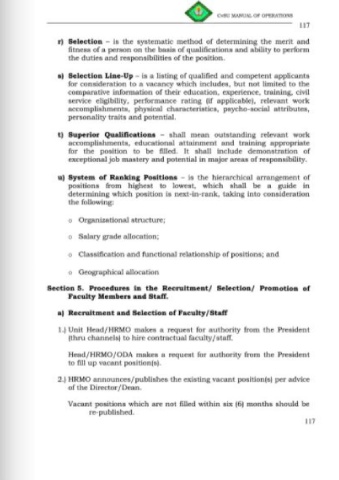 CvSU MANUAL OF OPERATIONS
117
r) Selection – is the systematic method of determining the merit and
fitness of a person on the basis of qualifications and ability to perform
the duties and responsibilities of the position.
s) Selection Line-Up – is a listing of qualified and competent applicants
for consideration to a vacancy which includes, but not limited to the
comparative information of their education, experience, training, civil
service eligibility, performance rating (if applicable), relevant work
accomplishments, physical characteristics, psycho-social attributes,
personality traits and potential.
t) Superior Qualifications – shall mean outstanding relevant work
accomplishments, educational attainment and training appropriate
for the position to be filled. It shall include demonstration of
exceptional job mastery and potential in major areas of responsibility.
u) System of Ranking Positions – is the hierarchical arrangement of
positions from highest to lowest, which shall be a guide in
determining which position is next-in-rank, taking into consideration
the following:
o Organizational structure;
o Salary grade allocation;
o Classification and functional relationship of positions; and
o Geographical allocation
Section 5. Procedures in the Recruitment/ Selection/ Promotion of
Faculty Members and Staff.
a) Recruitment and Selection of Faculty/Staff
1.) Unit Head/HRMO makes a request for authority from the President
(thru channels) to hire contractual faculty/staff.
Head/HRMO/ODA makes a request for authority from the President
to fill up vacant position(s).
2.) HRMO announces/publishes the existing vacant position(s) per advice
of the Director/Dean.
Vacant positions which are not filled within six (6) months should be
re-published.
117